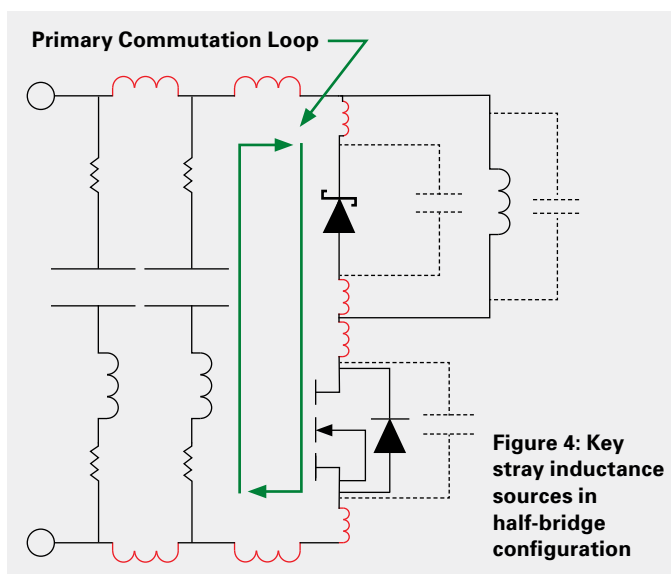 Primary Commutation Loop
Figure 4: Key
stray inductance
sources in
half-bridge
configuration